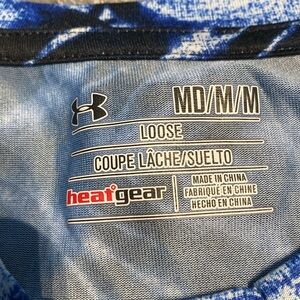 MD/M/M
LOOSE
COUPE LÂCHE/SUELTO
heatgear
MADE IN CHINA
FABRIQUÉ EN CHINE
HECHO EN CHINA